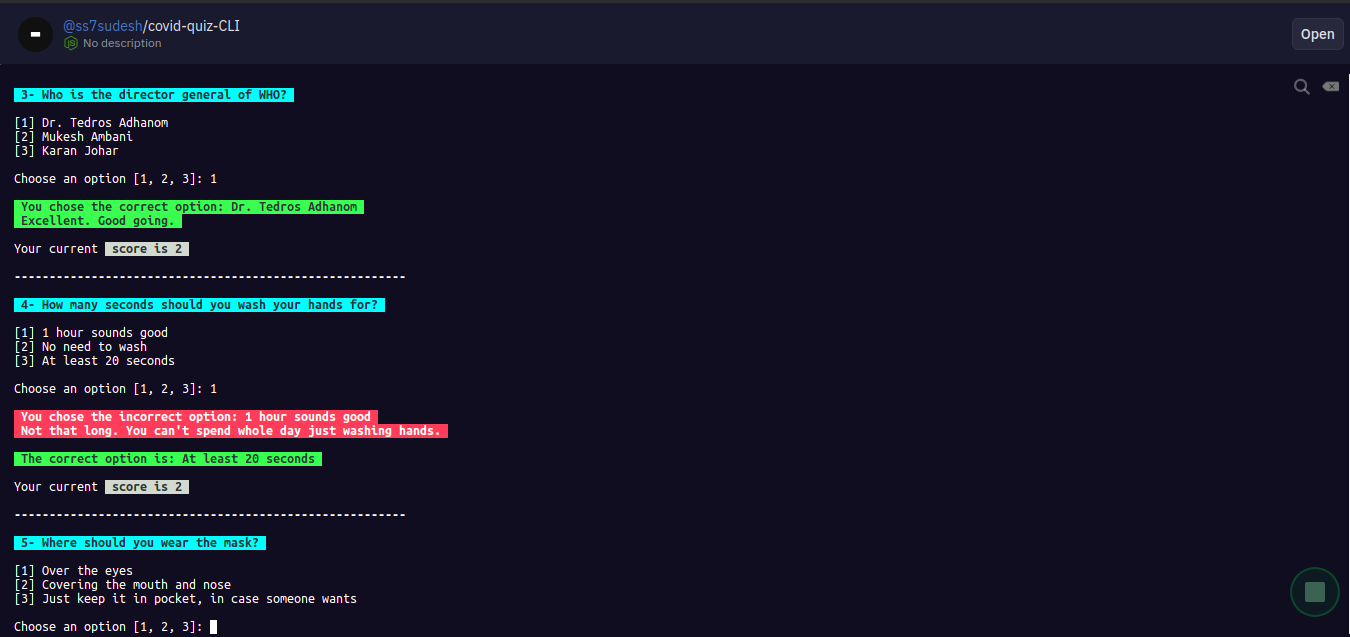 @ss7sudesh/covid-quiz-CLI
No description
Open
3- Who is the director general of WHO?
[1] Dr. Tedros Adhanom
[2] Mukesh Ambani
[3] Karan Johar
Choose an option [1, 2, 3]: 1
You chose the correct option: Dr. Tedros Adhanom
Excellent. Good going.
Your current score is 2
--------------------------------------------------------
4- How many seconds should you wash your hands for?
[1] 1 hour sounds good
[2] No need to wash
[3] At least 20 seconds
Choose an option [1, 2, 3]: 1
You chose the incorrect option: 1 hour sounds good
Not that long. You can't spend whole day just washing hands.
The correct option is: At least 20 seconds
Your current score is 2
--------------------------------------------------------
5- Where should you wear the mask?
[1] Over the eyes
[2] Covering the mouth and nose
[3] Just keep it in pocket, in case someone wants
Choose an option [1, 2, 3]: